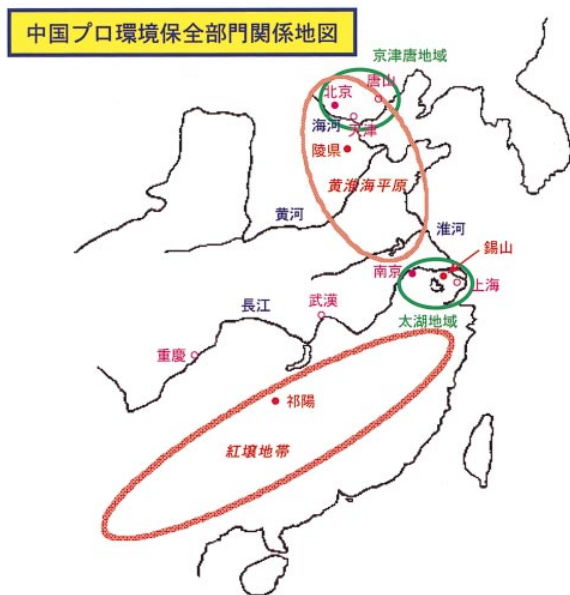 中国プロ環境保全部門関係地図
京津唐地域
唐山
北京
海河
天津
陵県
黄淮海平原
黄河
淮河
錫山
南京
上海
太湖地域
武漢
長江
重慶
祁陽
紅壌地帯